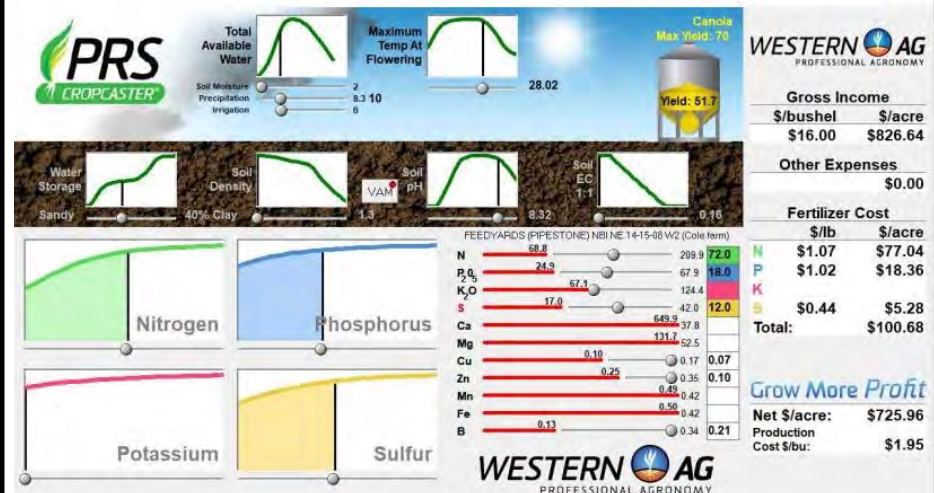 PRS
CROPCASTER®
Total
Available
Water
Maximum
Temp At
Flowering
Soil Moisture 2
Precipitation 8.3 10
Irrigation 6
28.02
Canola
Max Yield: 70
Yield: 51.7
Water
Storage
Sandy
40% Clay
Soil
Density
1.3
VAM
Soil
pH
8.32
Soil
EC
1:1
0.16
Nitrogen
Phosphorus
Potassium
Sulfur
FEEDYARDS (PIPESTONE) NBI NE 14-15-08 W2 (Cole farm)
N 68.8 209.9 72.0
P2O5 24.9 67.9 18.0
K2O 67.1 124.4
S 17.0 42.0 12.0
Ca 649.9 37.8
Mg 131.7 52.5
Cu 0.10 0.17 0.07
Zn 0.25 0.35 0.10
Mn 0.49 0.42
Fe 0.50 0.42
B 0.13 0.34 0.21
WESTERN AG
PROFESSIONAL AGRONOMY
WESTERN AG
PROFESSIONAL AGRONOMY
Gross Income
$/bushel $/acre
$16.00 $826.64
Other Expenses
$0.00
Fertilizer Cost
$/lb $/acre
N $1.07 $77.04
P $1.02 $18.36
K
S $0.44 $5.28
Total: $100.68
Grow More Profit
Net $/acre: $725.96
Production
Cost $/bu: $1.95